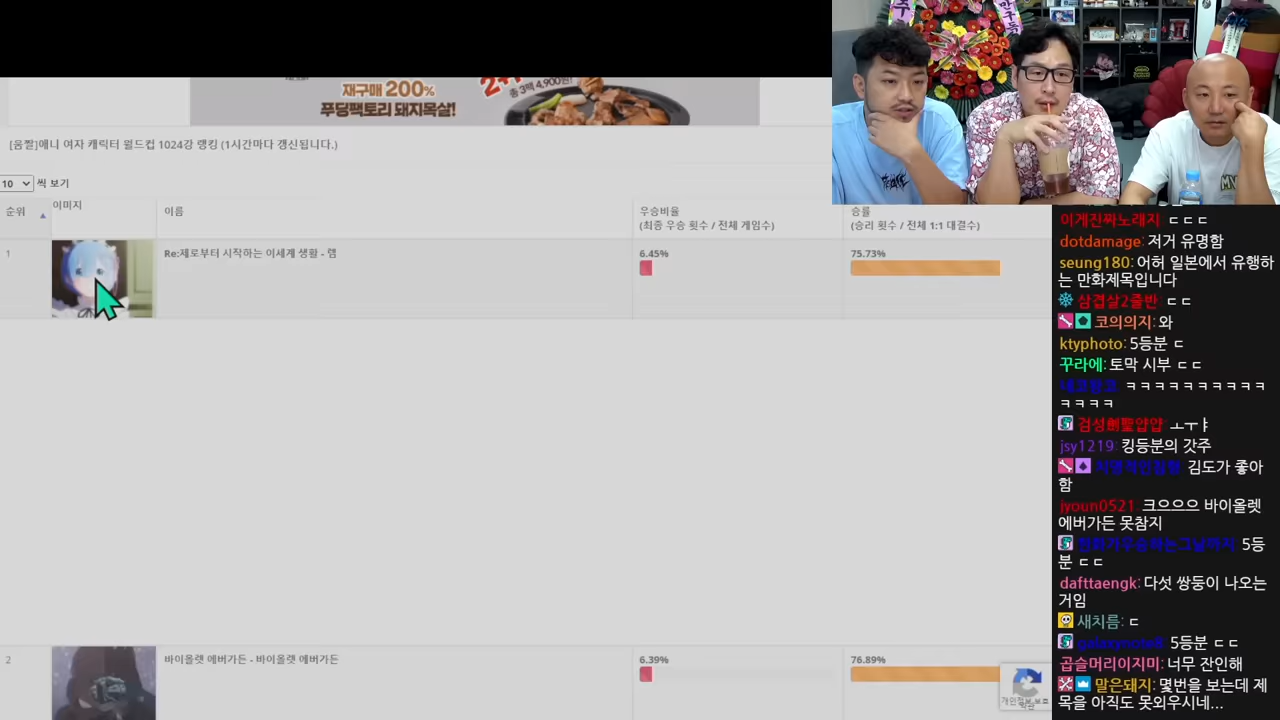 재구매 200%
푸딩팩토리 돼지목살!
총 3팩 4,900원!
[움짤]애니 여자 캐릭터 월드컵 1024강 랭킹 (1시간마다 갱신됩니다.)
10 씩 보기
순위 이미지 이름 우승비율 승률
(최종 우승 횟수 / 전체 게임수) (승리 횟수 / 전체 1:1 대결수)
1 Re:제로부터 시작하는 이세계 생활 - 렘 6.45% 75.73%
2 바이올렛 에버가든 - 바이올렛 에버가든 6.39% 76.89%
이게진짜노래지 ㄷㄷㄷ
dotdamage: 저거 유명함
seung180: 어허 일본에서 유행하
는 만화제목입니다
삼겹살2줄반 ㄷㄷ
코의의지: 와
ktyphoto: 5등분 ㄷ
꾸라에: 토막 시부 ㄷㄷ
ㅋㅋㅋㅋㅋㅋㅋㅋㅋㅋ
ㅋㅋㅋㅋ
검성劍聖얍얍 ㅗㅜㅑ
jsy1219: 킹등분의 갓주
김도가 좋아
함
jyoun0521: 크으으으 바이올렛
에버가든 못참지
5등
분 ㄷㄷ
dafttaengk: 다섯 쌍둥이 나오는
거임
새치름: ㄷ
galaxynote8 5등분 ㄷㄷ
곱슬머리이지미: 너무 잔인해
말은돼지: 몇번을 보는데 제
목을 아직도 못외우시네...